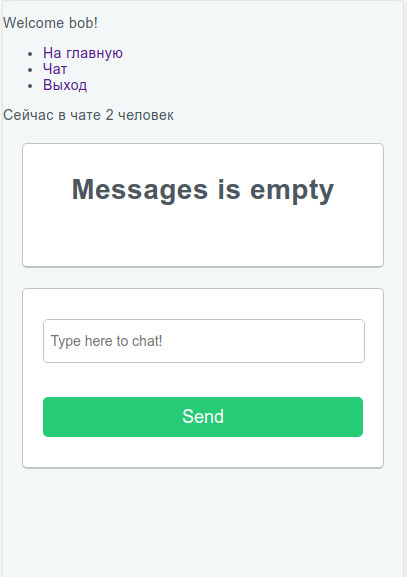 Welcome bob!
На главную
Чат
Выход
Сейчас в чате 2 человек
Messages is empty
Type here to chat!
Send